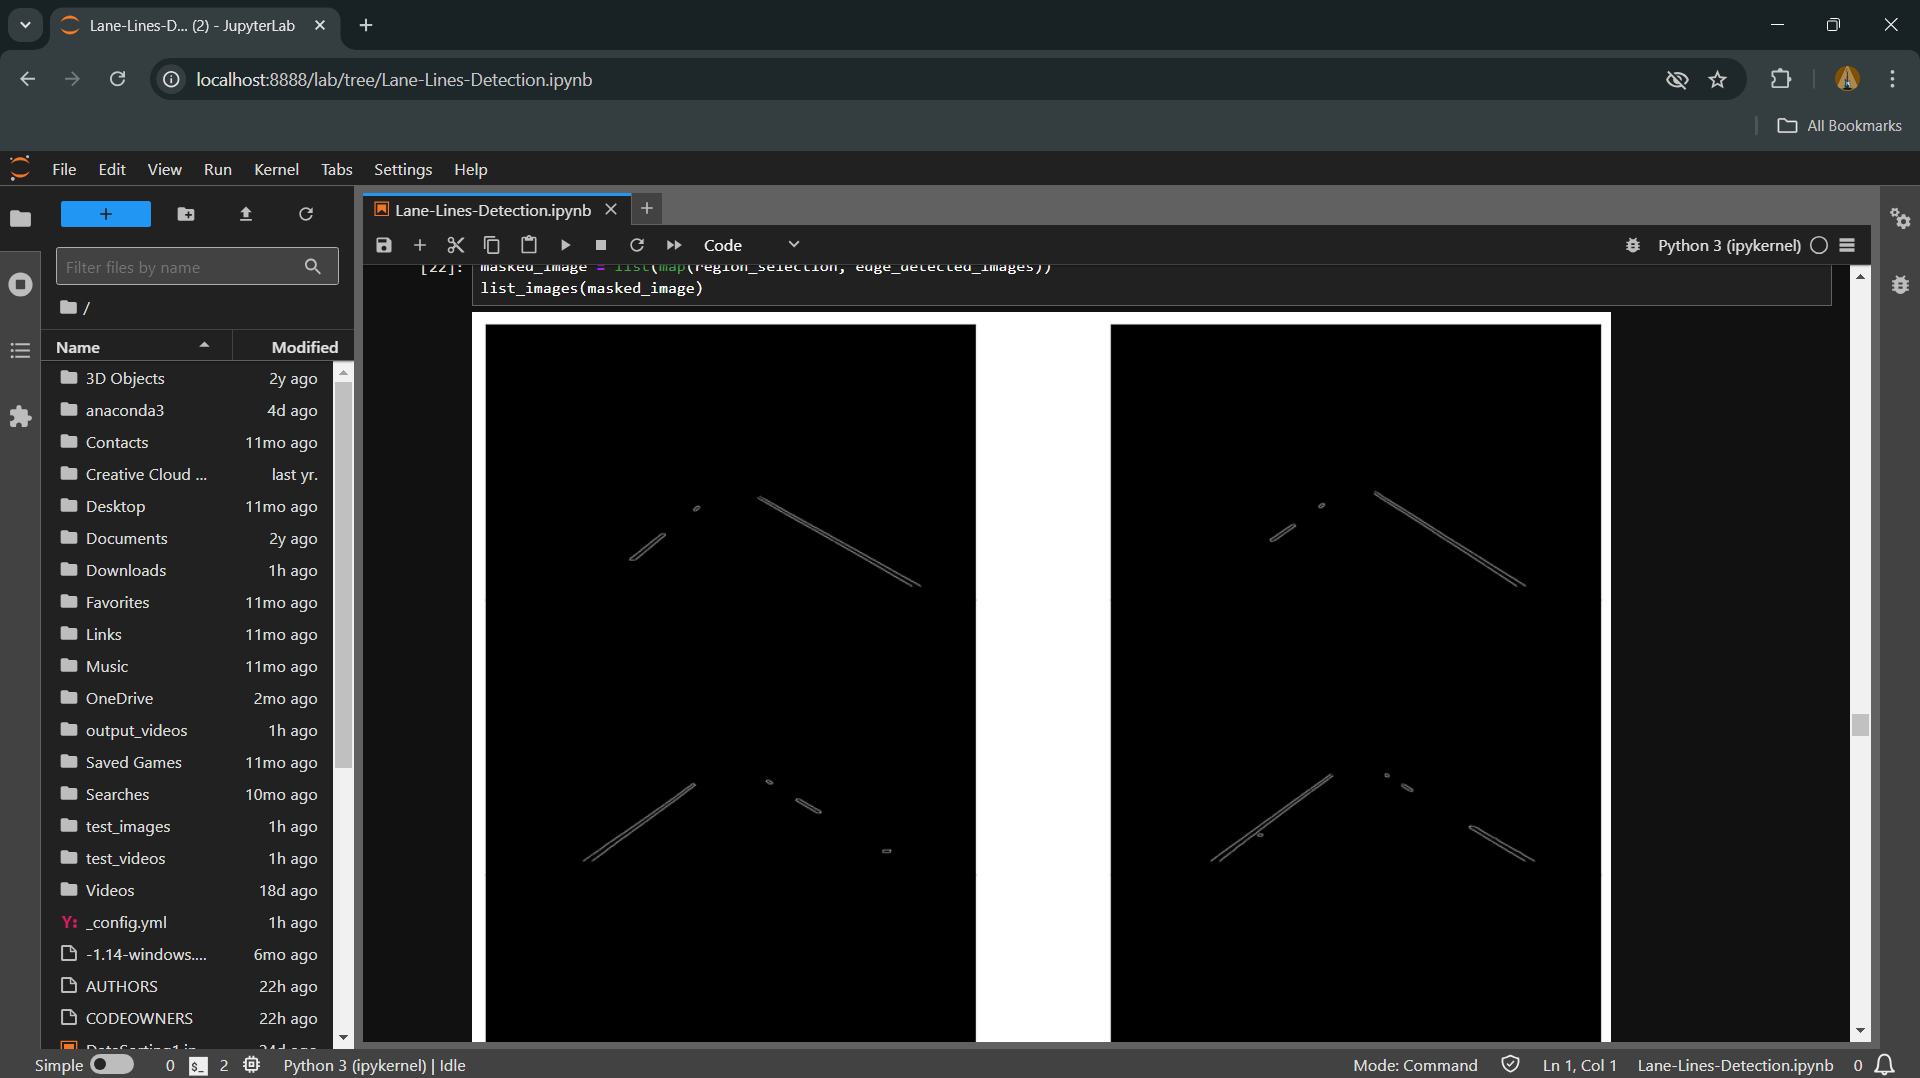 Lane-Lines-D... (2) - JupyterLab
localhost:8888/lab/tree/Lane-Lines-Detection.ipynb
All Bookmarks
File Edit View Run Kernel Tabs Settings Help
Filter files by name
/
Name Modified
3D Objects 2y ago
anaconda3 4d ago
Contacts 11mo ago
Creative Cloud ... last yr.
Desktop 11mo ago
Documents 2y ago
Downloads 1h ago
Favorites 11mo ago
Links 11mo ago
Music 11mo ago
OneDrive 2mo ago
output_videos 1h ago
Saved Games 11mo ago
Searches 10mo ago
test_images 1h ago
test_videos 1h ago
Videos 18d ago
Y: _config.yml 1h ago
-1.14-windows.... 6mo ago
AUTHORS 22h ago
CODEOWNERS 22h ago
Lane-Lines-Detection.ipynb
Code
Python 3 (ipykernel)
[22]: masked_image = list(map(region_selection, edge_detected_images))
list_images(masked_image)
Simple 0 $_ 2 Python 3 (ipykernel) | Idle Mode: Command Ln 1, Col 1 Lane-Lines-Detection.ipynb 0